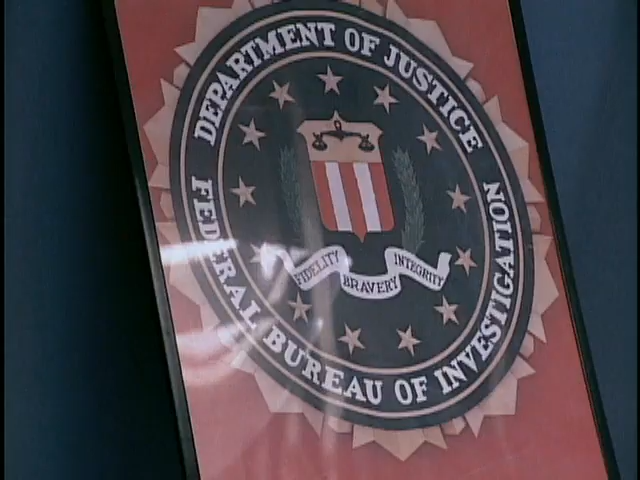 DEPARTMENT OF JUSTICE
FEDERAL BUREAU OF INVESTIGATION
FIDELITY BRAVERY INTEGRITY